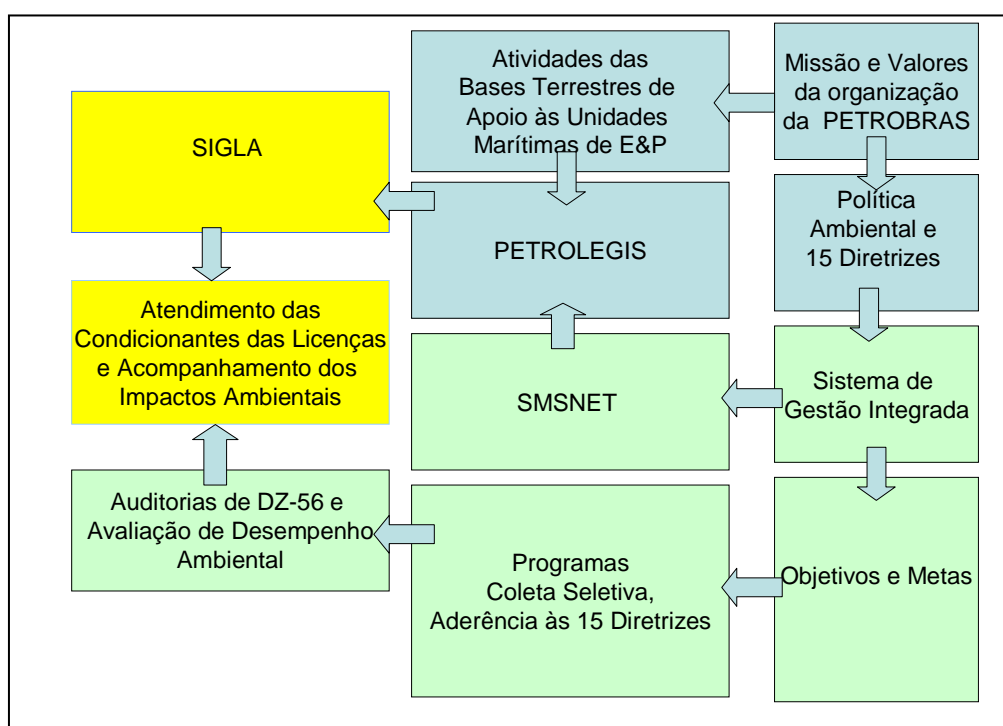 SIGLA
Atividades das
Bases Terrestres de
Apoio às Unidades
Marítimas de E&P
Missão e Valores
da organização
da PETROBRAS
PETROLEGIS
Política
Ambiental e
15 Diretrizes
Atendimento das
Condicionantes das Licenças
e Acompanhamento dos
Impactos Ambientais
SMSNET
Sistema de
Gestão Integrada
Auditorias de DZ-56 e
Avaliação de Desempenho
Ambiental
Programas
Coleta Seletiva,
Aderência às 15 Diretrizes
Objetivos e Metas